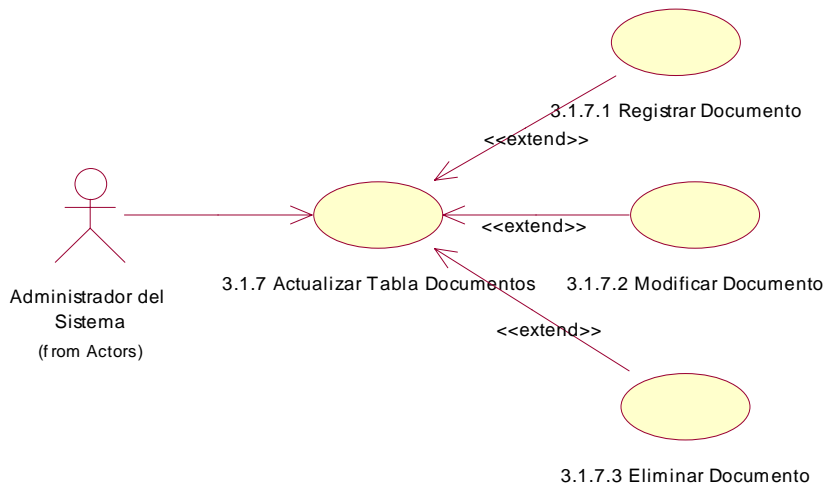 3.1.7.1 Registrar Documento
<<extend>>
<<extend>>
3.1.7 Actualizar Tabla Documentos
3.1.7.2 Modificar Documento
Administrador del
Sistema
(from Actors)
<<extend>>
3.1.7.3 Eliminar Documento